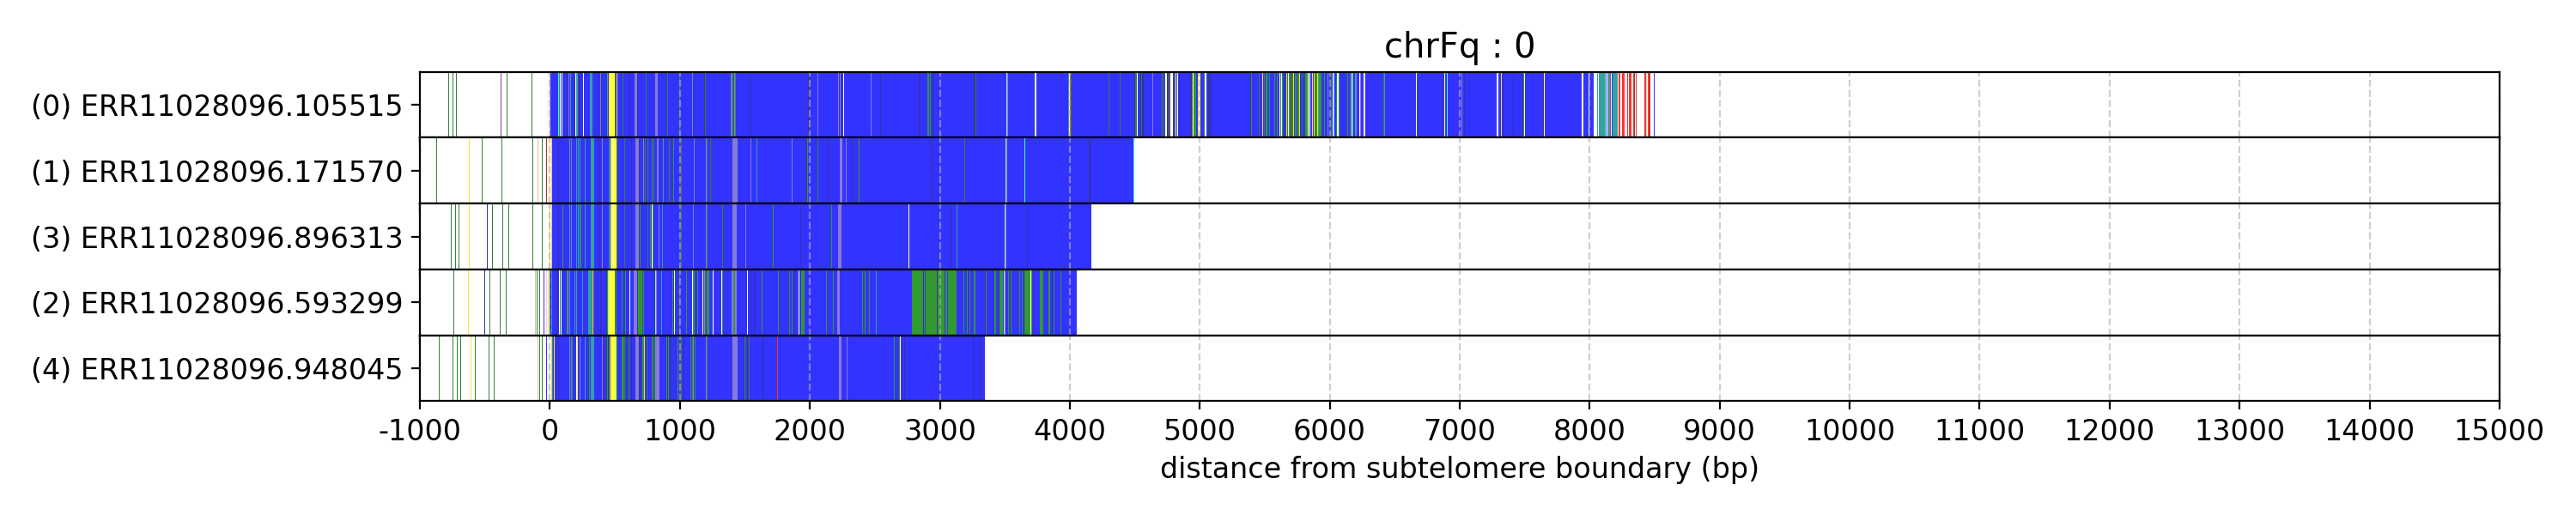 chrFq : 0
(0) ERR11028096.105515
(1) ERR11028096.171570
(3) ERR11028096.896313
(2) ERR11028096.593299
(4) ERR11028096.948045
-1000 0 1000 2000 3000 4000 5000 6000 7000 8000 9000 10000 11000 12000 13000 14000 15000
distance from subtelomere boundary (bp)